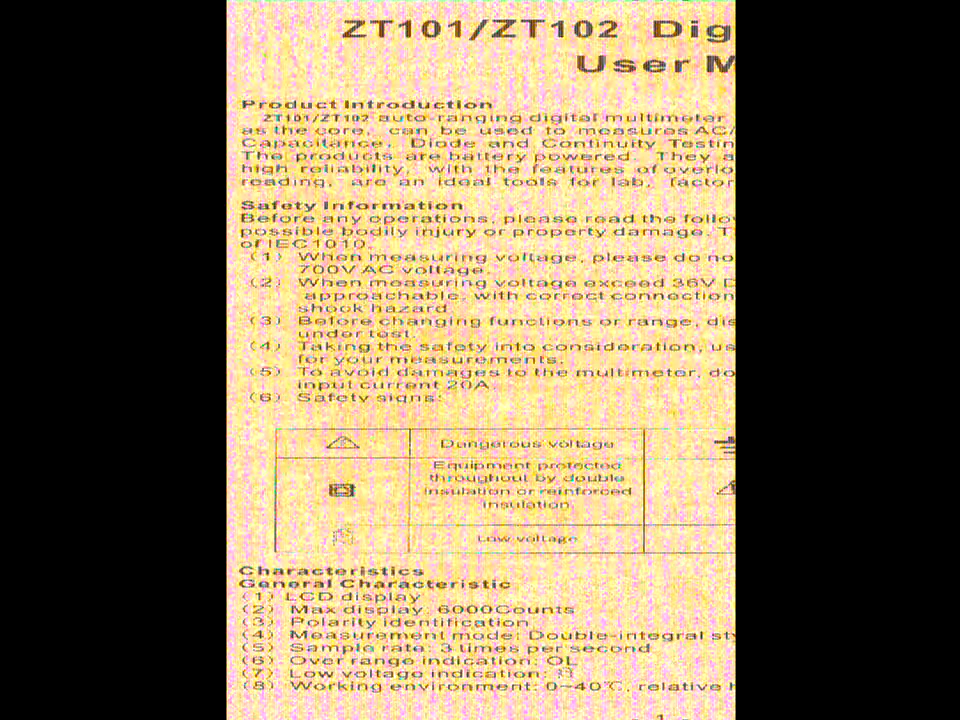 ZT101/ZT102 Dig
User M
Product Introduction
ZT101/ZT102 auto-ranging digital multimeter
as the core, can be used to measures AC/
Capacitance, Diode and Continuity Testin
The products are battery powered. They a
high reliability, with the features of overlo
reading, are an ideal tools for lab, factor
Safety Information
Before any operations, please read the follo
possible bodily injury or property damage. T
of IEC1010.
(1) When measuring voltage, please do no
700V AC voltage.
(2) When measuring voltage exceed 36V D
approachable, with correct connection
shock hazard.
(3) Before changing functions or range, dis
under test.
(4) Taking the safety into consideration, us
for your measurements.
(5) To avoid damages to the multimeter, do
input current 20A.
(6) Safety signs:
Dangerous voltage
Equipment protected
throughout by double
insulation or reinforced
insulation.
Low voltage
Characteristics
General Characteristic
(1) LCD display
(2) Max display: 6000Counts
(3) Polarity identification
(4) Measurement mode: Double-integral st
(5) Sample rate: 3 times per second
(6) Over range indication: OL
(7) Low voltage indication:
(8) Working environment: 0~40℃, relative h
1